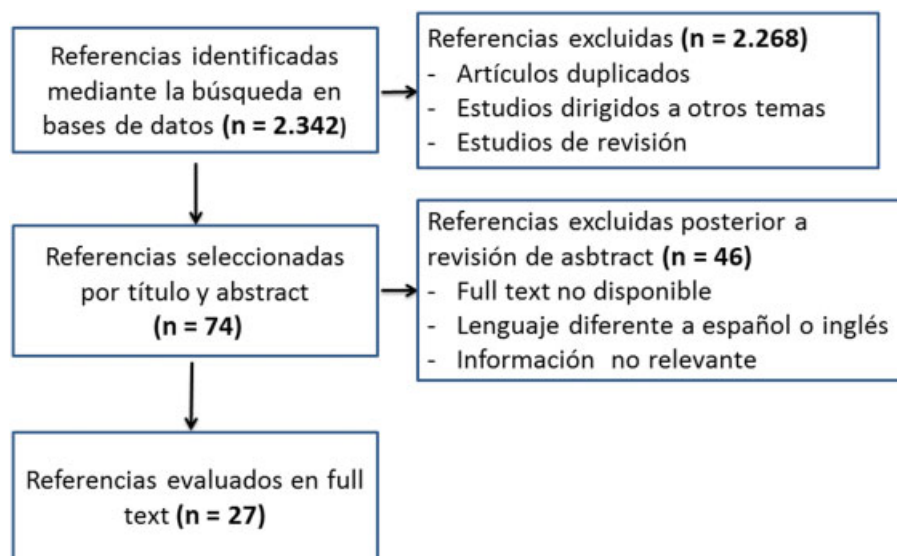 Referencias identificadas
mediante la búsqueda en
bases de datos (n = 2.342)
Referencias excluidas (n = 2.268)
- Artículos duplicados
- Estudios dirigidos a otros temas
- Estudios de revisión
Referencias seleccionadas
por título y abstract
(n = 74)
Referencias excluidas posterior a
revisión de asbtract (n = 46)
- Full text no disponible
- Lenguaje diferente a español o inglés
- Información no relevante
Referencias evaluados en full
text (n = 27)